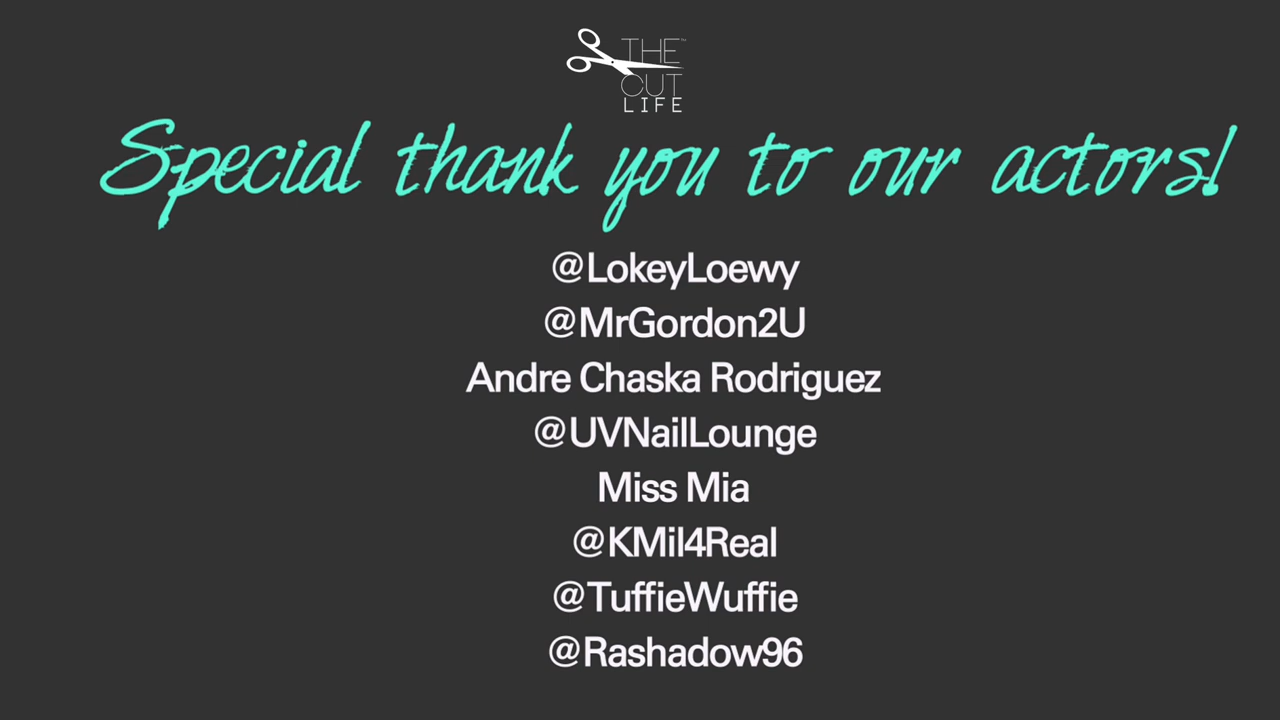 THE
CUT
LIFE
Special thank you to our actors!
@LokeyLoewy
@MrGordon2U
Andre Chaska Rodriguez
@UVNailLounge
Miss Mia
@KMil4Real
@TuffieWuffie
@Rashadow96